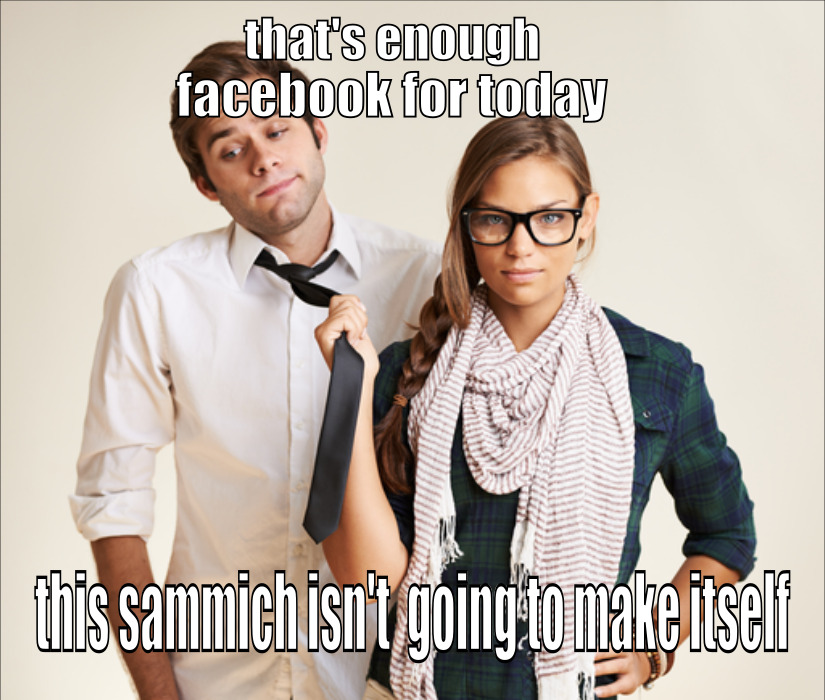 that's enough
facebook for today
this sammich isn't going to make itself